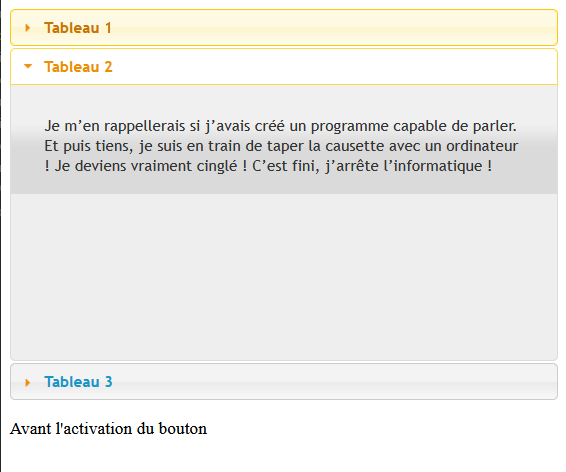 Tableau 1
Tableau 2
Je m’en rappellerais si j’avais créé un programme capable de parler.
Et puis tiens, je suis en train de taper la causette avec un ordinateur
! Je deviens vraiment cinglé ! C’est fini, j’arrête l’informatique !
Tableau 3
Avant l'activation du bouton